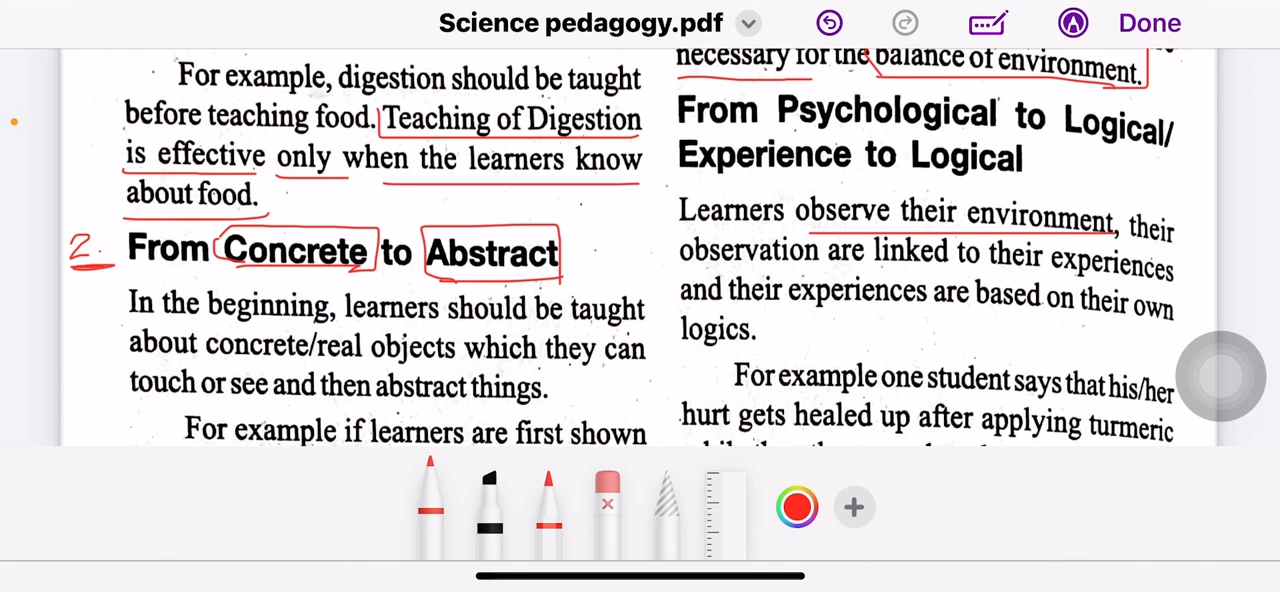 Science pedagogy.pdf
Done
For example, digestion should be taught
before teaching food. Teaching of Digestion
is effective only when the learners know
about food.
2. From Concrete to Abstract
In the beginning, learners should be taught
about concrete/real objects which they can
touch or see and then abstract things.
For example if learners are first shown
necessary for the balance of environment.
From Psychological to Logical/
Experience to Logical
Learners observe their environment, their
observation are linked to their experiences
and their experiences are based on their own
logics.
For example one student says that his/her
hurt gets healed up after applying turmeric